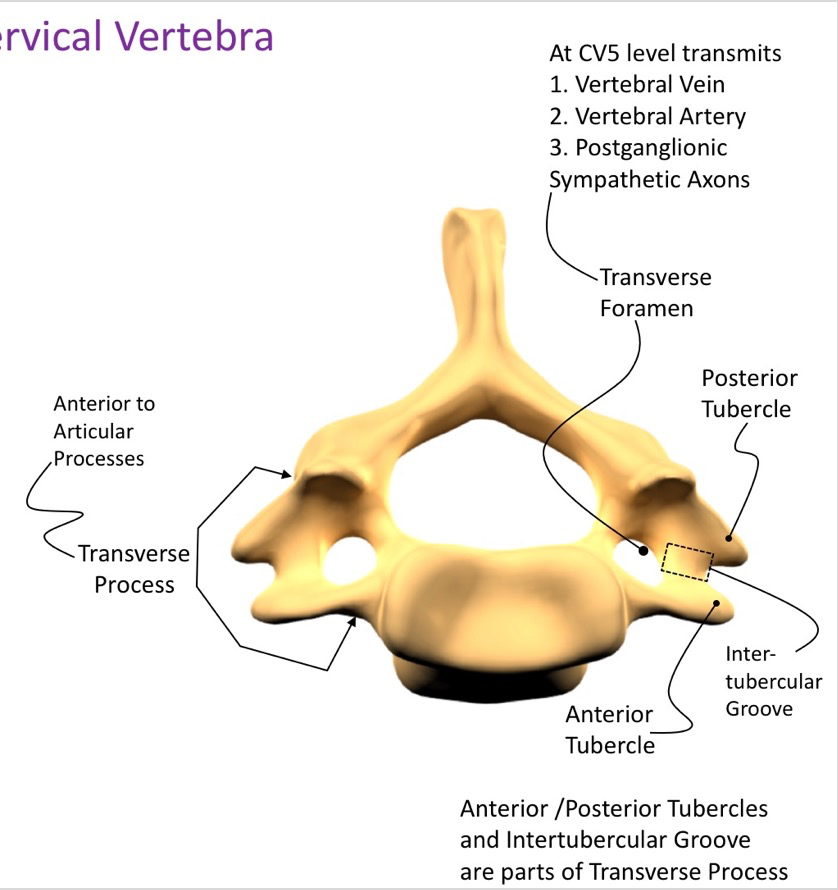 ervical Vertebra
At CV5 level transmits
1. Vertebral Vein
2. Vertebral Artery
3. Postganglionic
Sympathetic Axons
Transverse
Foramen
Posterior
Tubercle
Anterior to
Articular
Processes
Transverse
Process
Inter-
tubercular
Groove
Anterior
Tubercle
Anterior /Posterior Tubercles
and Intertubercular Groove
are parts of Transverse Process